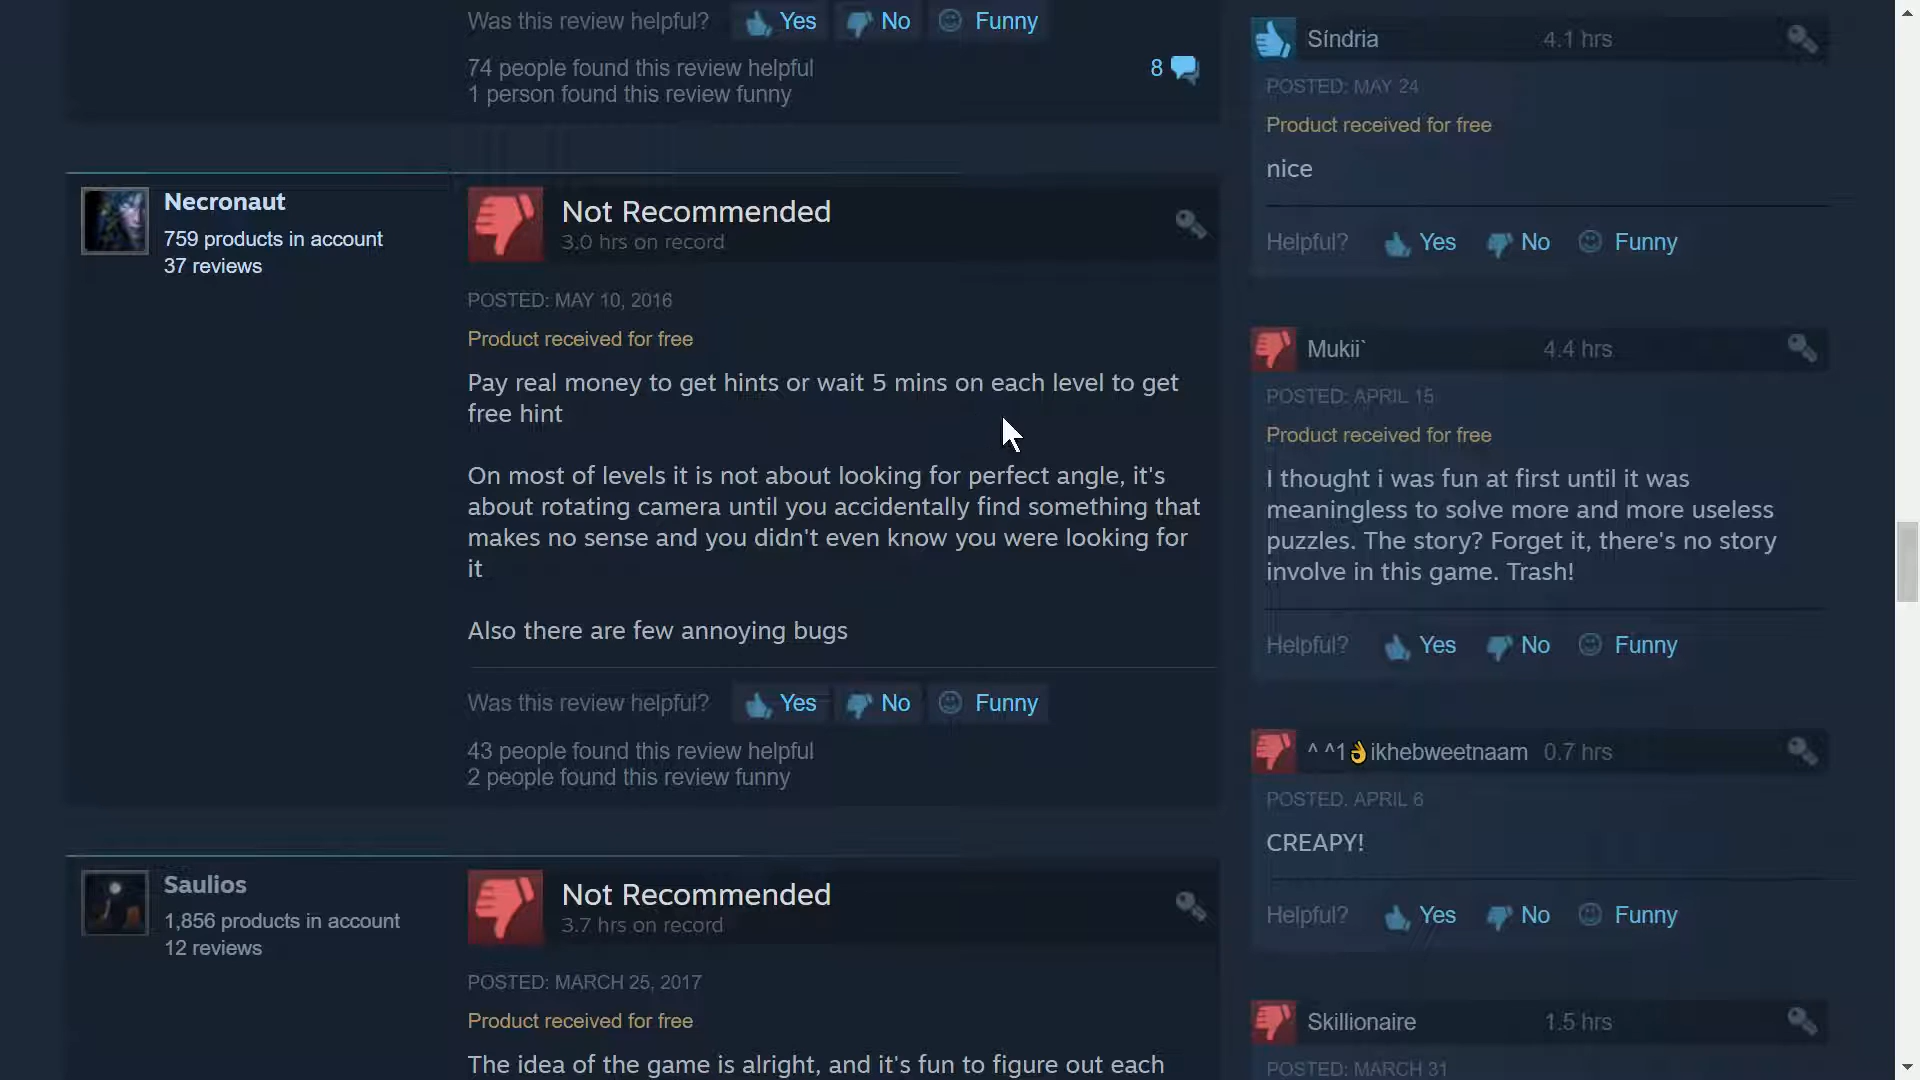 Was this review helpful? Yes No Funny
74 people found this review helpful
1 person found this review funny
8
Necronaut
759 products in account
37 reviews
Not Recommended
3.0 hrs on record
POSTED: MAY 10, 2016
Product received for free
Pay real money to get hints or wait 5 mins on each level to get
free hint
On most of levels it is not about looking for perfect angle, it's
about rotating camera until you accidentally find something that
makes no sense and you didn't even know you were looking for
it
Also there are few annoying bugs
Was this review helpful? Yes No Funny
43 people found this review helpful
2 people found this review funny
Saulios
1,856 products in account
12 reviews
Not Recommended
3.7 hrs on record
POSTED: MARCH 25, 2017
Product received for free
The idea of the game is alright, and it's fun to figure out each
Síndria 4.1 hrs
POSTED: MAY 24
Product received for free
nice
Helpful? Yes No Funny
Mukii` 4.4 hrs
POSTED: APRIL 15
Product received for free
I thought i was fun at first until it was
meaningless to solve more and more useless
puzzles. The story? Forget it, there's no story
involve in this game. Trash!
Helpful? Yes No Funny
^ ^1👌ikhebweetnaam 0.7 hrs
POSTED: APRIL 6
CREAPY!
Helpful? Yes No Funny
Skillionaire 1.5 hrs
POSTED: MARCH 31